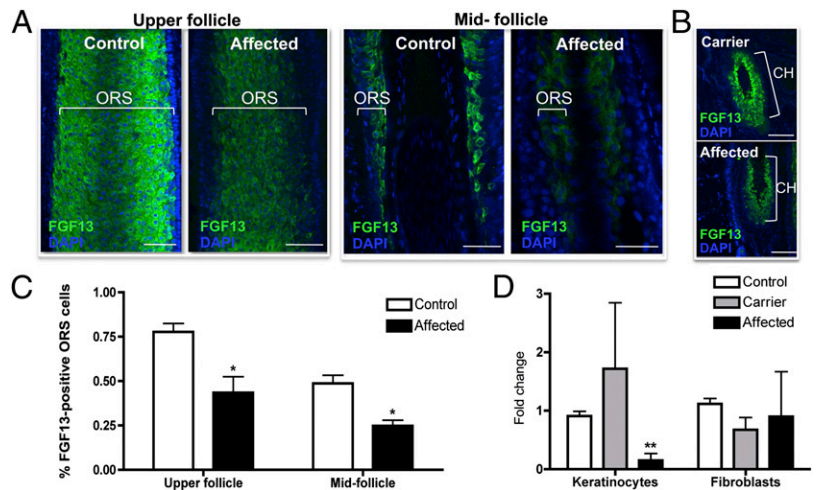 A
Upper follicle
Mid- follicle
B
Control
Affected
Control
Affected
Carrier
CH
ORS
ORS
ORS
ORS
FGF13
DAPI
Affected
CH
FGF13
DAPI
FGF13
DAPI
FGF13
DAPI
FGF13
DAPI
FGF13
DAPI
C
% FGF13-positive ORS cells
1.00
0.75
0.50
0.25
0.00
Control
Affected
*
*
Upper follicle
Mid-follicle
D
Fold change
3
2
1
0
Control
Carrier
Affected
**
Keratinocytes
Fibroblasts